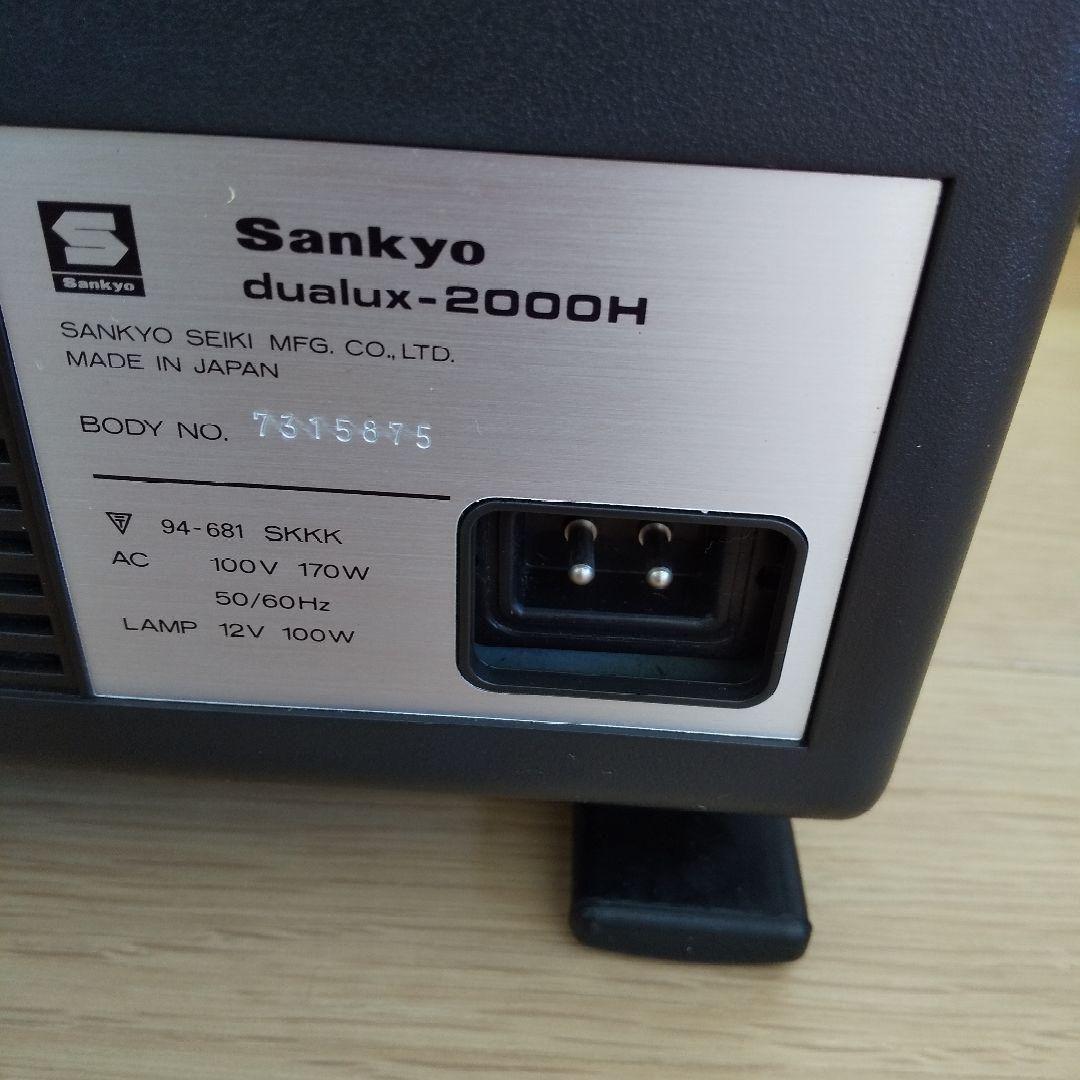 Sankyo
Sankyo
dualux-2000H
SANKYO SEIKI MFG. CO., LTD.
MADE IN JAPAN
BODY NO. 7315875
94-681 SKKK
AC 100V 170W
50/60Hz
LAMP 12V 100W